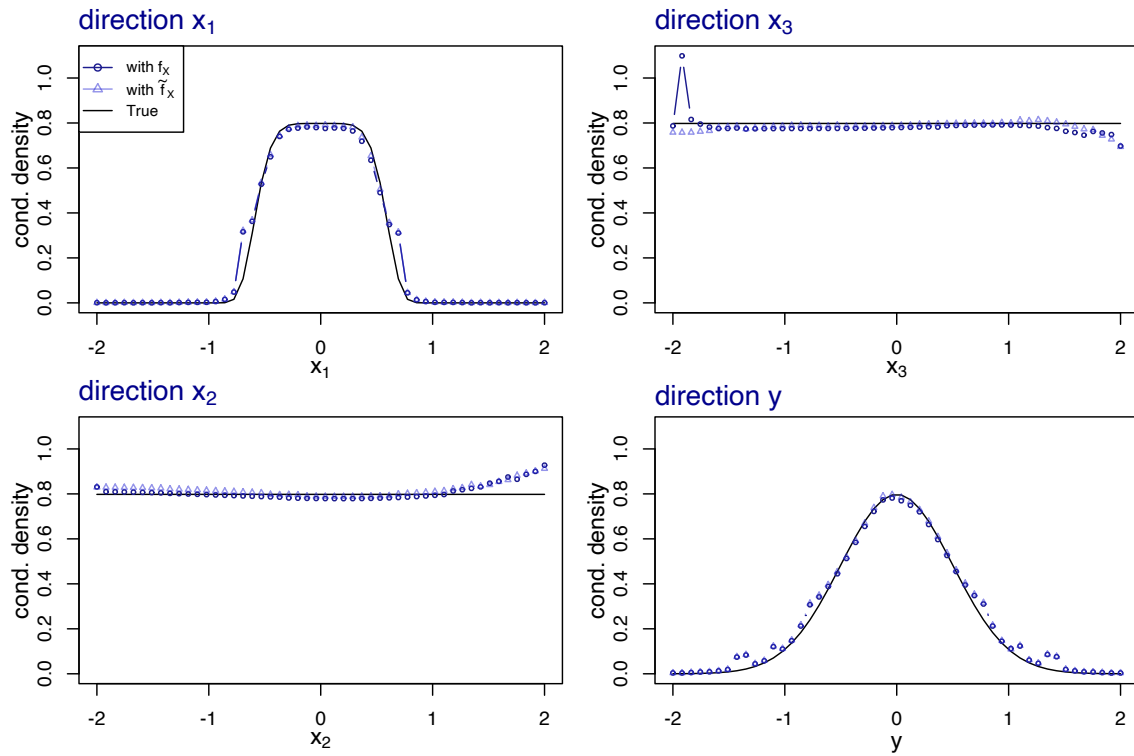 direction x₁
with fₓ
with f̃ₓ
True
cond. density
0.0 0.2 0.4 0.6 0.8 1.0
-2 -1 0 1 2
x₁
direction x₃
cond. density
0.0 0.2 0.4 0.6 0.8 1.0
-2 -1 0 1 2
x₃
direction x₂
cond. density
0.0 0.2 0.4 0.6 0.8 1.0
-2 -1 0 1 2
x₂
direction y
cond. density
0.0 0.2 0.4 0.6 0.8 1.0
-2 -1 0 1 2
y